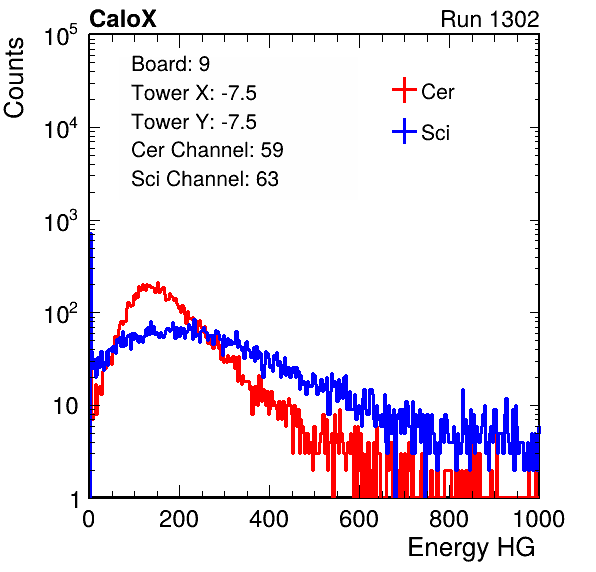 CaloX Run 1302
Counts
10^5
10^4
10^3
10^2
10
1
Board: 9
Tower X: -7.5
Tower Y: -7.5
Cer Channel: 59
Sci Channel: 63
Cer
Sci
0 200 400 600 800 1000
Energy HG